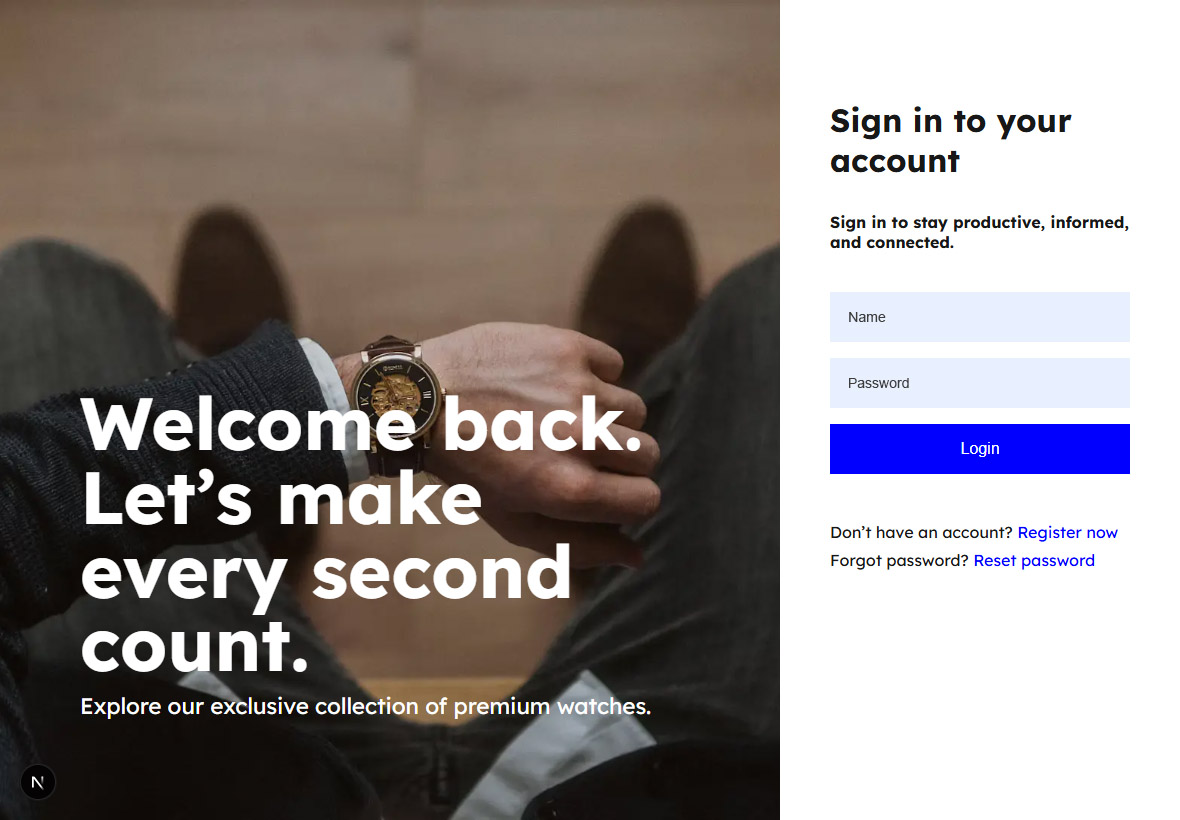 Welcome back.
Let’s make
every second
count.
Explore our exclusive collection of premium watches.
N
Sign in to your
account
Sign in to stay productive, informed,
and connected.
Name
Password
Login
Don’t have an account? Register now
Forgot password? Reset password